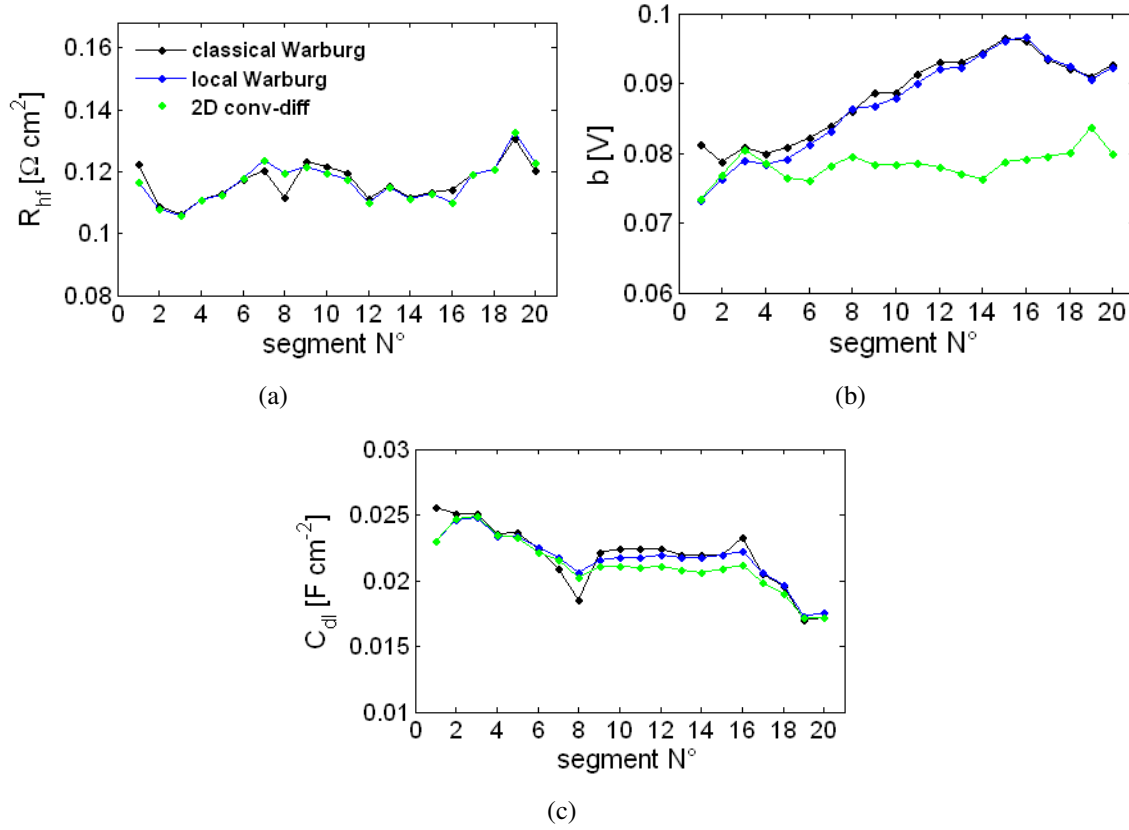 0.16
0.14
0.12
0.1
0.08
R_hf [Ω cm²]
classical Warburg
local Warburg
2D conv-diff
0 2 4 6 8 10 12 14 16 18 20
segment N°
(a)
0.1
0.09
0.08
0.07
0.06
b [V]
0 2 4 6 8 10 12 14 16 18 20
segment N°
(b)
0.03
0.025
0.02
0.015
0.01
C_dl [F cm⁻²]
0 2 4 6 8 10 12 14 16 18 20
segment N°
(c)